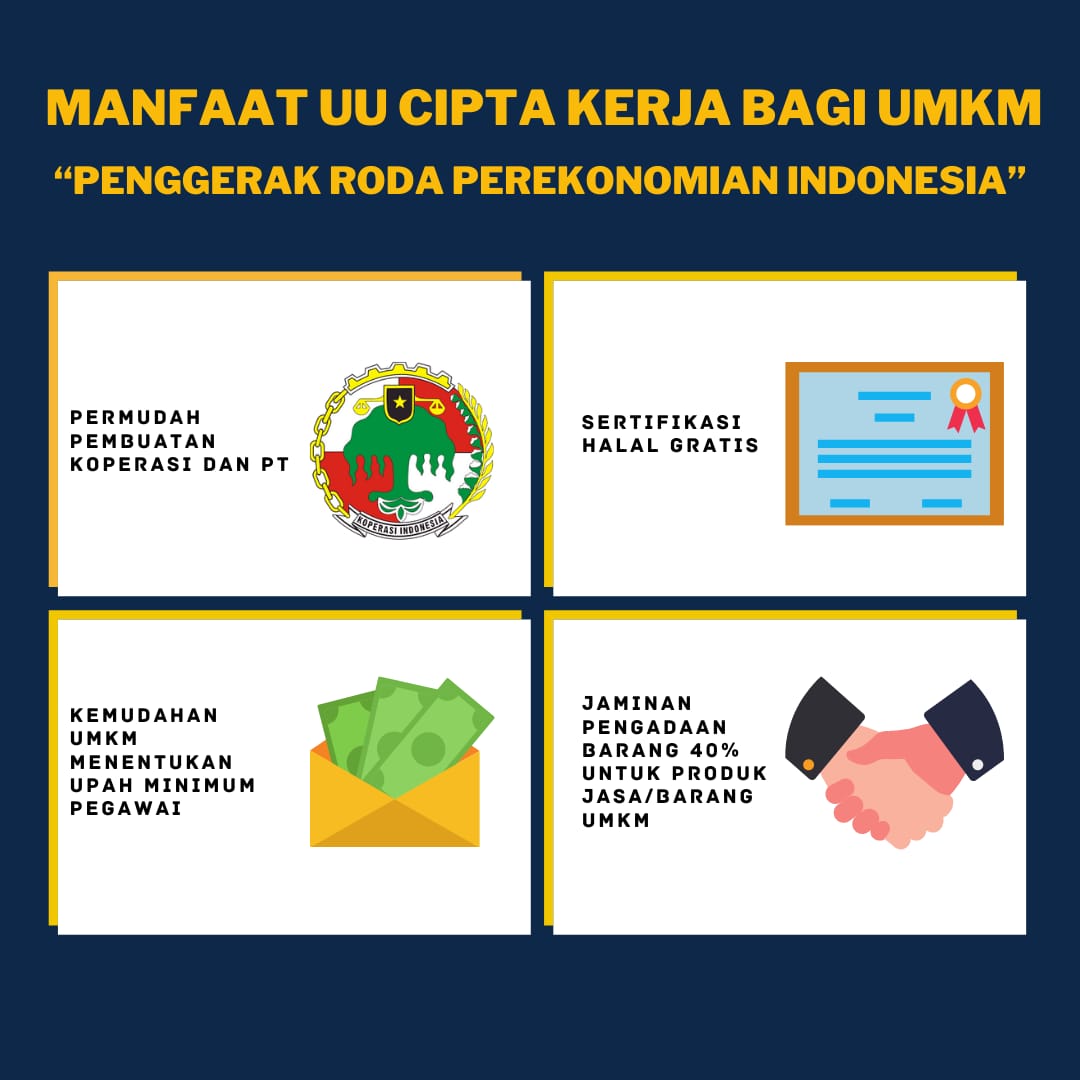 MANFAAT UU CIPTA KERJA BAGI UMKM
“PENGGERAK RODA PEREKONOMIAN INDONESIA”
PERMUDAH
PEMBUATAN
KOPERASI DAN PT
KOPERASI INDONESIA
SERTIFIKASI
HALAL GRATIS
KEMUDAHAN
UMKM
MENENTUKAN
UPAH MINIMUM
PEGAWAI
JAMINAN
PENGADAAN
BARANG 40%
UNTUK PRODUK
JASA/BARANG
UMKM